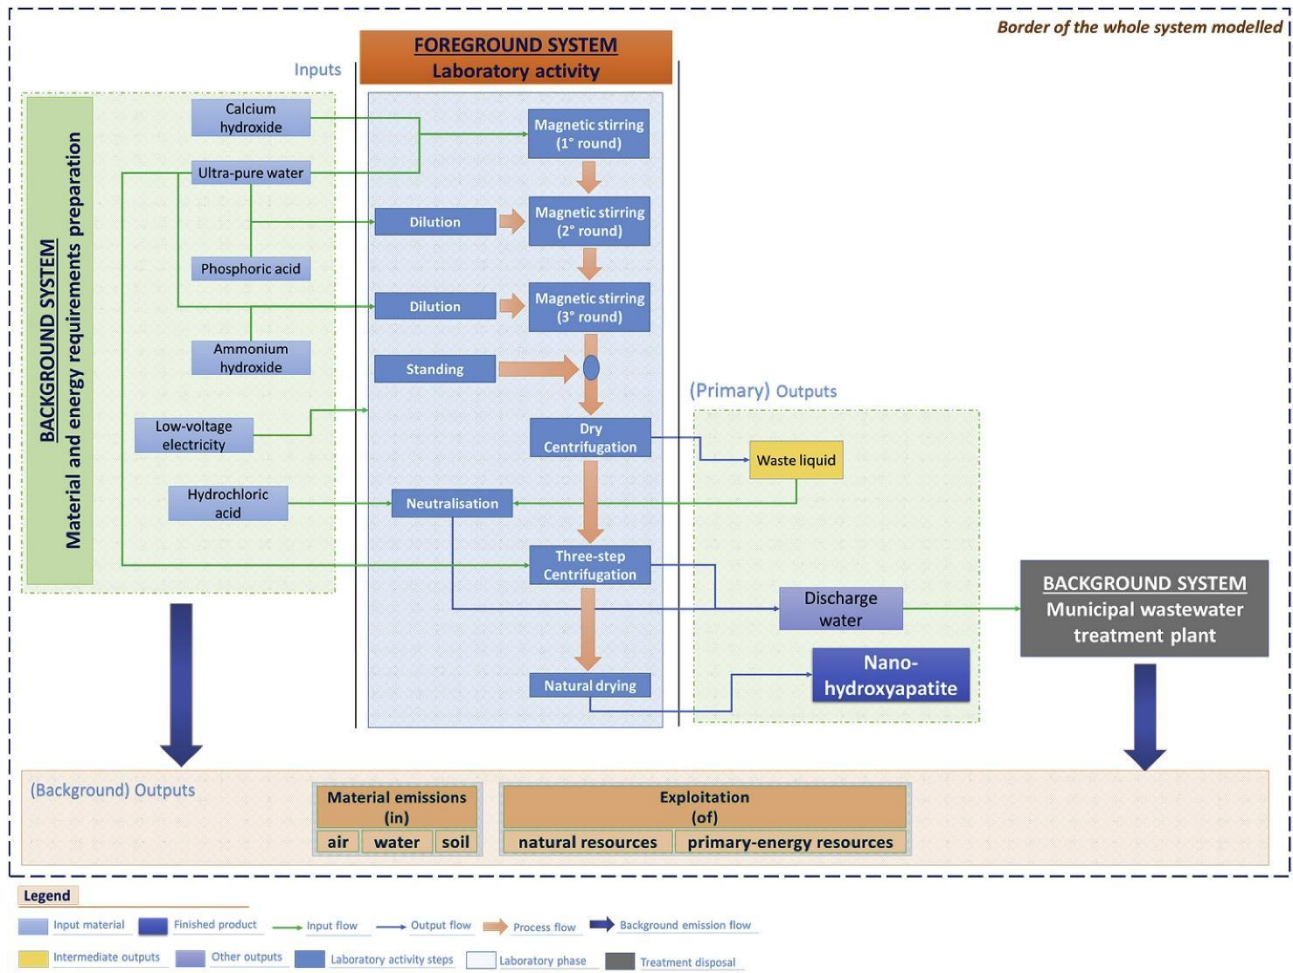 Border of the whole system modelled
FOREGROUND SYSTEM
Laboratory activity
Inputs
BACKGROUND SYSTEM
Material and energy requirements preparation
Calcium
hydroxide
Ultra-pure water
Phosphoric acid
Ammonium
hydroxide
Low-voltage
electricity
Hydrochloric
acid
Magnetic stirring
(1° round)
Dilution
Magnetic stirring
(2° round)
Dilution
Magnetic stirring
(3° round)
Standing
Dry
Centrifugation
Neutralisation
Three-step
Centrifugation
Natural drying
(Primary) Outputs
Waste liquid
Discharge
water
Nano-
hydroxyapatite
BACKGROUND SYSTEM
Municipal wastewater
treatment plant
(Background) Outputs
Material emissions
(in)
air water soil
Exploitation
(of)
natural resources primary-energy resources
Legend
Input material Finished product Input flow Output flow Process flow Background emission flow
Intermediate outputs Other outputs Laboratory activity steps Laboratory phase Treatment disposal